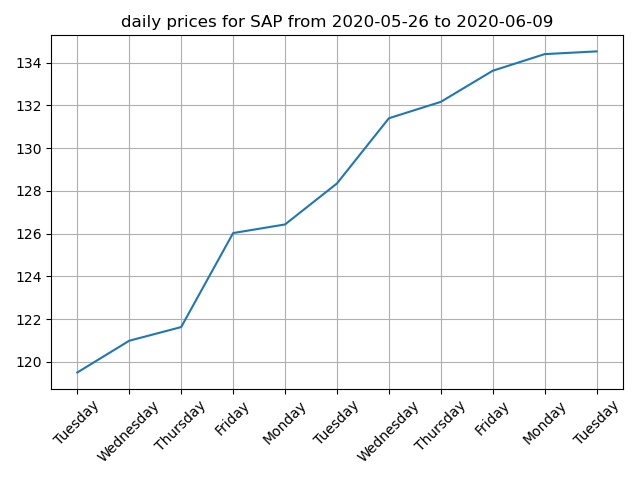 daily prices for SAP from 2020-05-26 to 2020-06-09
134
132
130
128
126
124
122
120
Tuesday
Wednesday
Thursday
Friday
Monday
Tuesday
Wednesday
Thursday
Friday
Monday
Tuesday